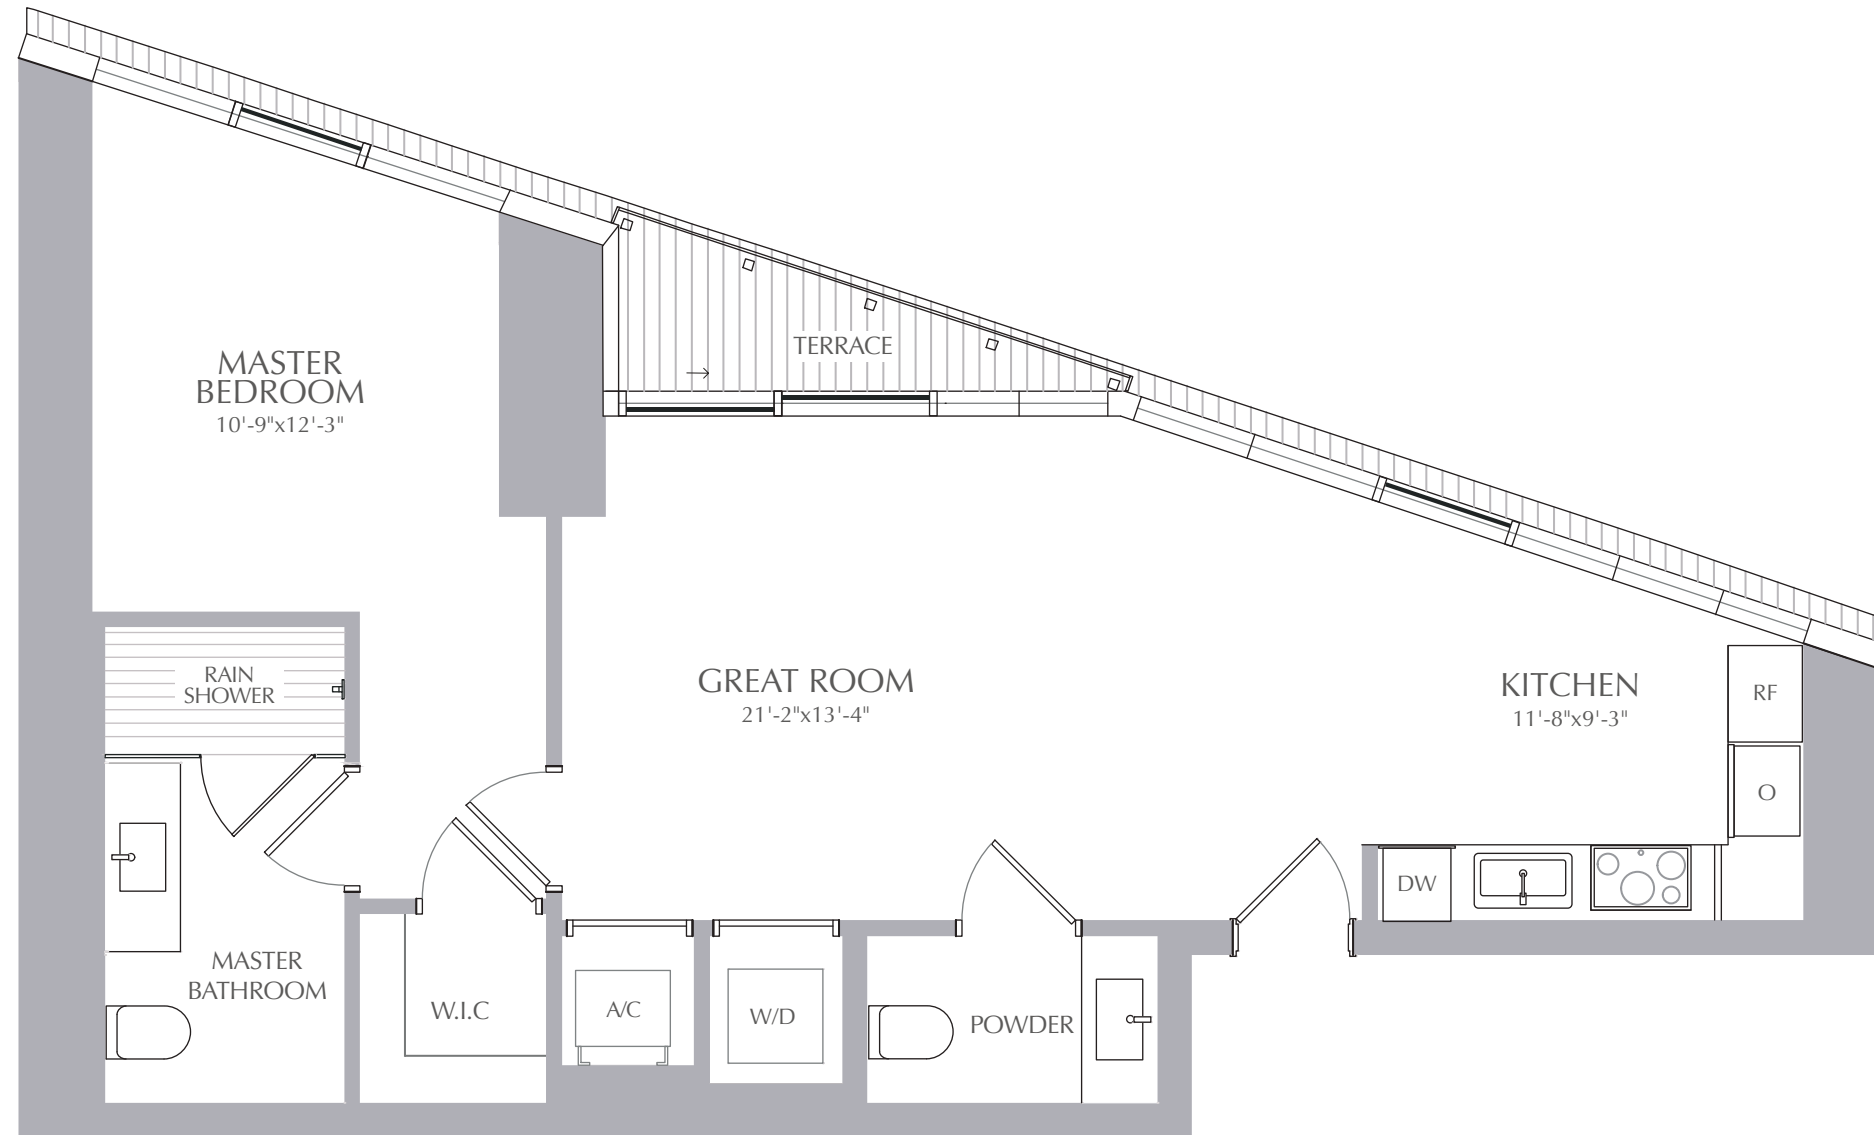 TERRACE
MASTER
BEDROOM
10'-9"x12'-3"
RAIN
SHOWER
GREAT ROOM
21'-2"x13'-4"
KITCHEN
11'-8"x9'-3"
RF
O
DW
MASTER
BATHROOM
W.I.C
A/C
W/D
POWDER